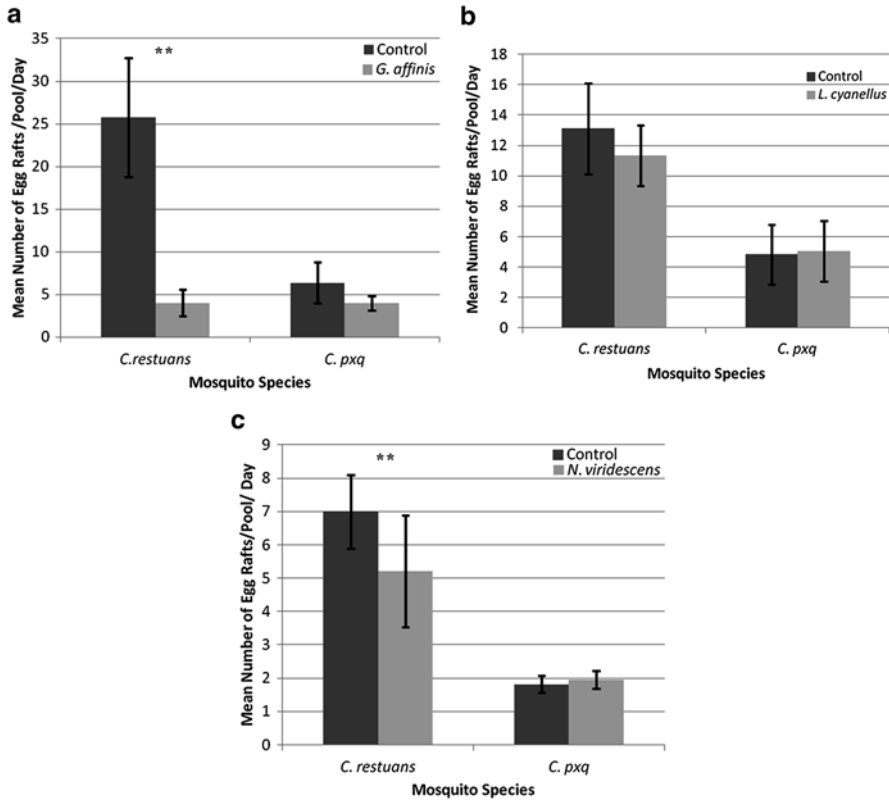 a
Mean Number of Egg Rafts /Pool/Day
35
30
25
20
15
10
5
0
**
Control
G. affinis
C.restuans
C. pxq
Mosquito Species
b
Mean Number of Egg Rafts/Pool/Day
18
16
14
12
10
8
6
4
2
0
Control
L. cyanellus
C. restuans
C. pxq
Mosquito Species
c
Mean Number of Egg Rafts/Pool/ Day
9
8
7
6
5
4
3
2
1
0
**
Control
N. viridescens
C. restuans
C. pxq
Mosquito Species